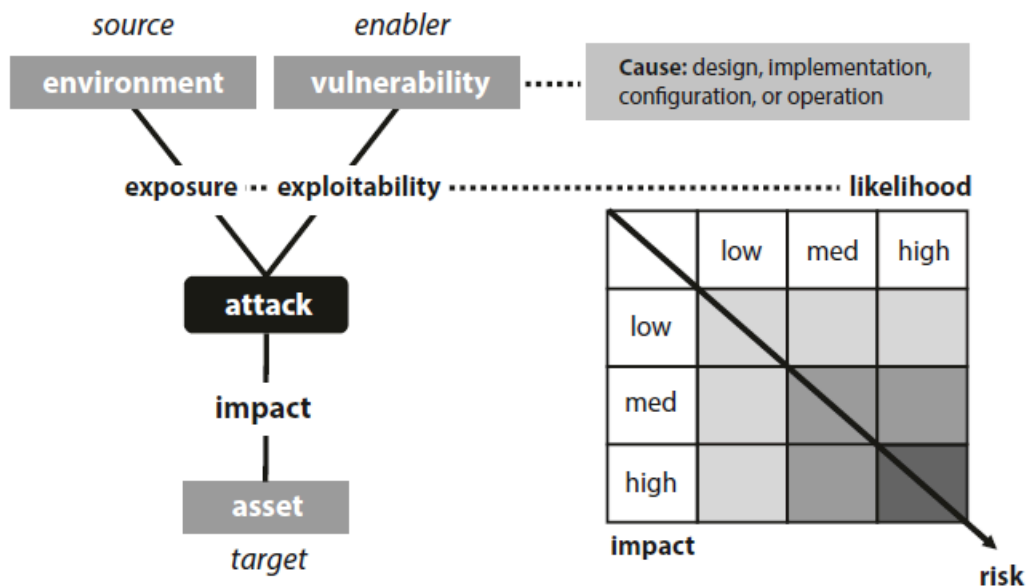 source
enabler
environment
vulnerability
Cause: design, implementation,
configuration, or operation
exposure
exploitability
likelihood
low
med
high
attack
low
impact
med
high
asset
target
impact
risk